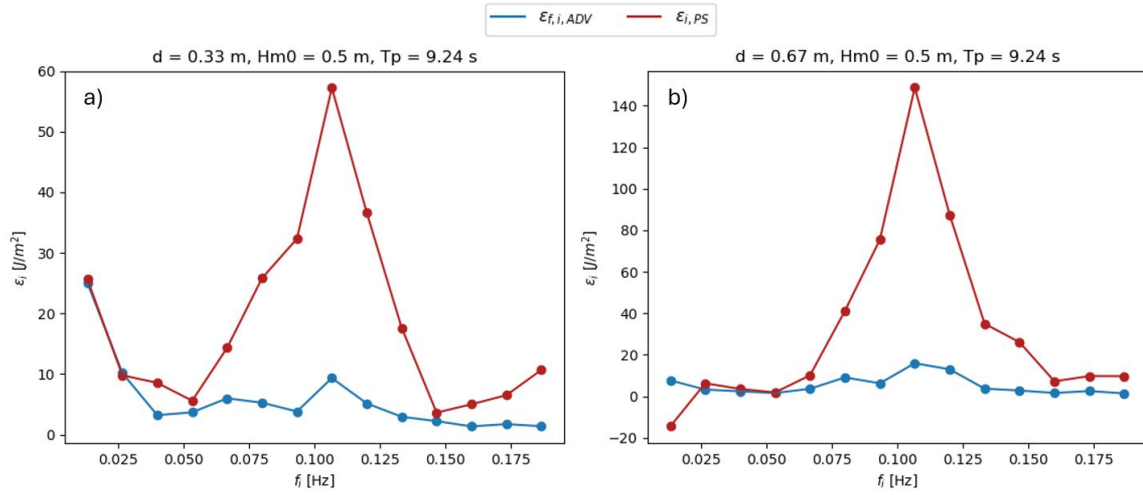 ε_{f,i,ADV} ε_{i,PS}
d = 0.33 m, Hm0 = 0.5 m, Tp = 9.24 s
a)
60
50
40
30
20
10
0
ε_i [J/m^2]
0.025 0.050 0.075 0.100 0.125 0.150 0.175
f_i [Hz]
d = 0.67 m, Hm0 = 0.5 m, Tp = 9.24 s
b)
140
120
100
80
60
40
20
0
−20
ε_i [J/m^2]
0.025 0.050 0.075 0.100 0.125 0.150 0.175
f_i [Hz]